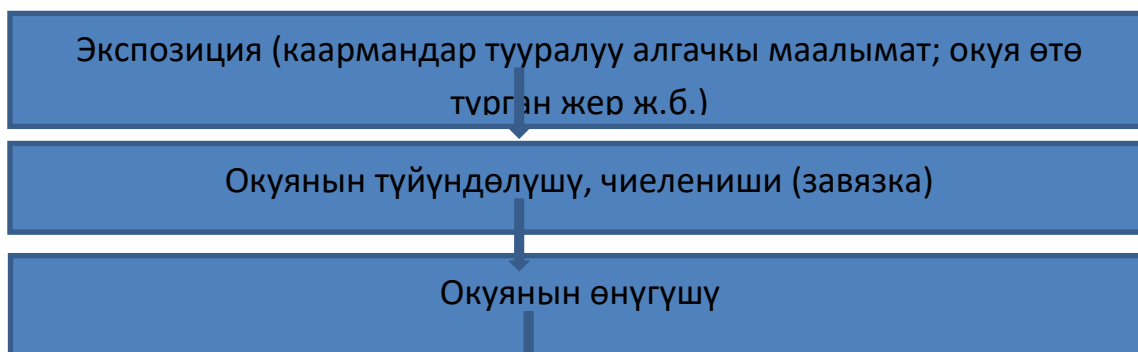 Экспозиция (каармандар тууралуу алгачкы маалымат; окуя өтө
турган жер ж.б.)
Окуянын түйүндөлүшү, чиелениши (завязка)
Окуянын өнүгүшү